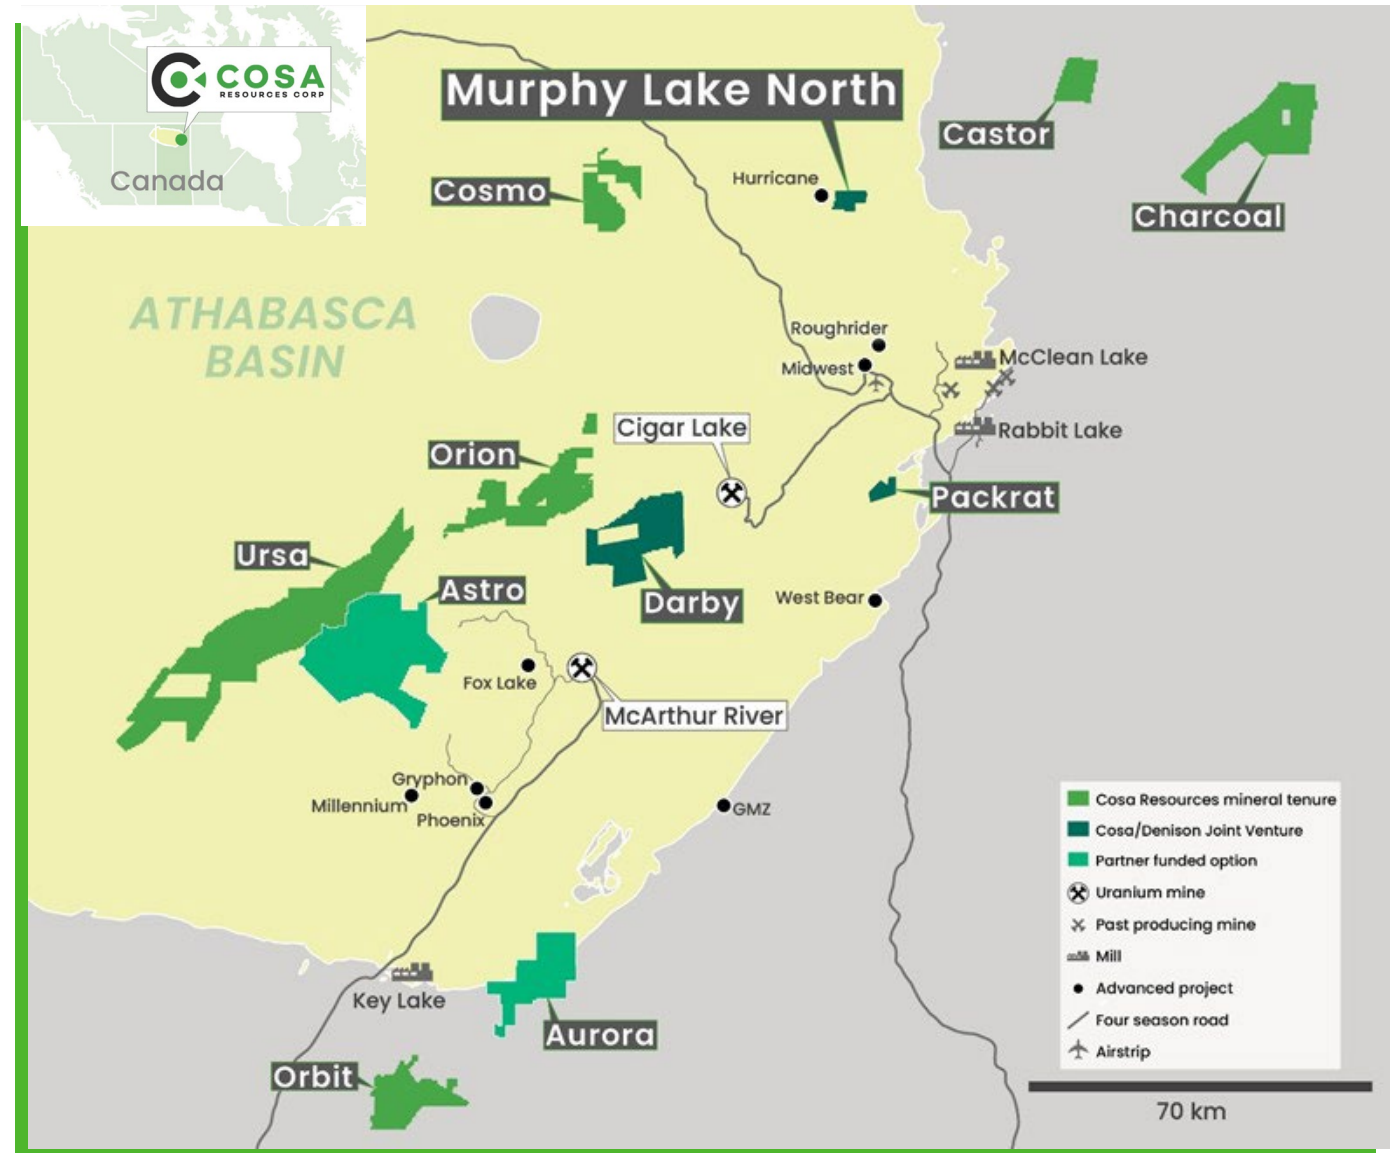 COSA
RESOURCES CORP
Canada
Murphy Lake North
Castor
Charcoal
Cosmo
Hurricane
ATHABASCA
BASIN
Roughrider
Midwest
McClean Lake
Rabbit Lake
Cigar Lake
Orion
Packrat
Ursa
Astro
Darby
West Bear
Fox Lake
McArthur River
Gryphon
Millennium
Phoenix
GMZ
Key Lake
Aurora
Orbit
Cosa Resources mineral tenure
Cosa/Denison Joint Venture
Partner funded option
Uranium mine
Past producing mine
Mill
Advanced project
Four season road
Airstrip
70 km